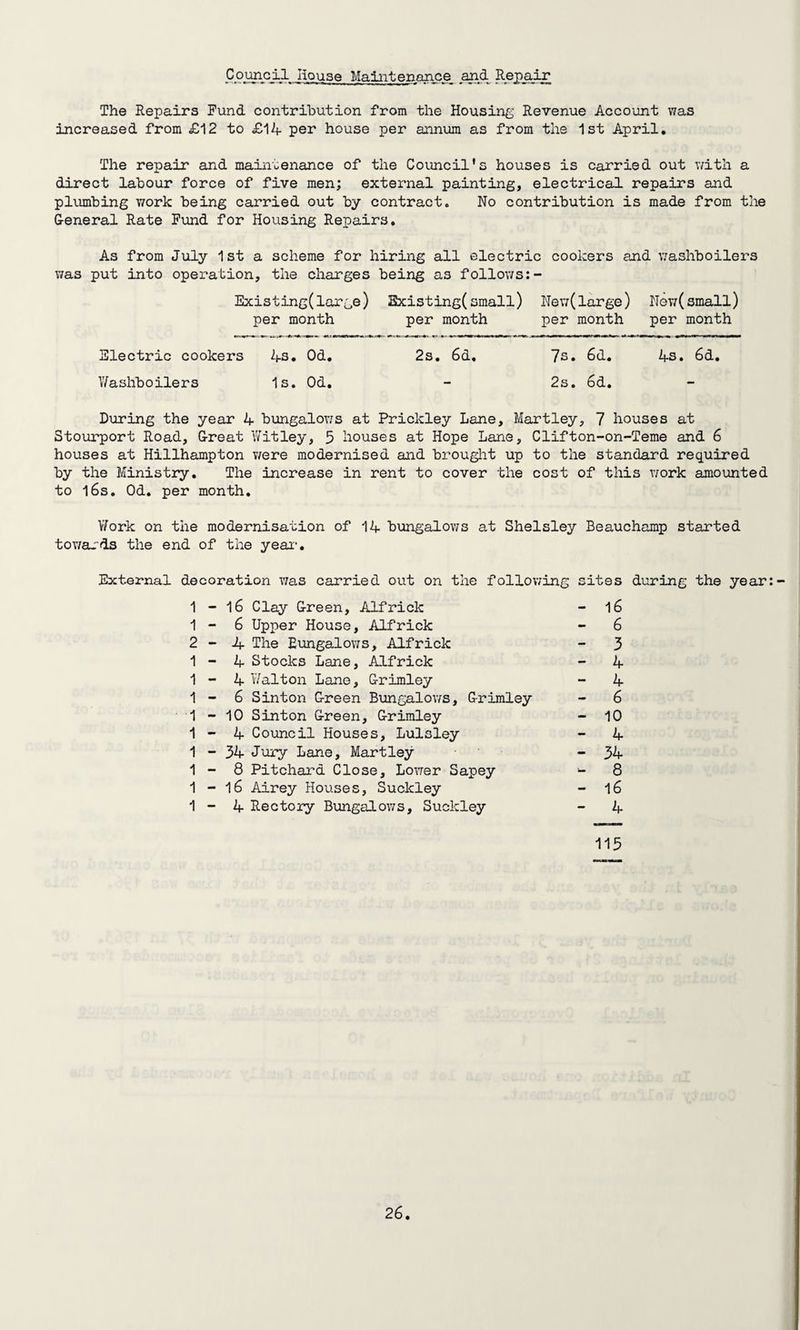 Council House Maintenance and Repair
The Repairs Fund contribution from the Housing Revenue Account was
increased from £12 to £14 per house per annum as from the 1st April.
The repair and maintenance of the Council's houses is carried out with a
direct labour force of five men; external painting, electrical repairs and
plumbing work being carried out by contract. No contribution is made from the
General Rate Fund for Housing Repairs.
As from July 1st a scheme for hiring all electric cookers and washboilers
was put into operation, the charges being as follows:-
Existing(large) Existing(small) New(large) New(small)
per month per month per month per month
Electric cookers 4s. 0d. 2s. 6d. 7s. 6d. 4s. 6d.
Washboilers 1s. 0d. - 2s. 6d. -
During the year 4 bungalows at Prickley Lane, Martley, 7 houses at
Stourport Road, Great Witley, 5 houses at Hope Lane, Clifton-on-Teme and 6
houses at Hillhampton were modernised and brought up to the standard required
by the Ministry. The increase in rent to cover the cost of this work amounted
to 16s. 0d. per month.
Work on the modernisation of 14 bungalows at Shelsley Beauchamp started
towards the end of the year.
External decoration was carried out on the following sites during the year:-
1 - 16 Clay Green, Alfrick - 16
1 - 6 Upper House, Alfrick - 6
2 - 4 The Bungalows, Alfrick - 3
1 - 4 Stocks Lane, Alfrick - 4
1 - 4 Walton Lane, Grimley - 4
1 - 6 Sinton Green Bungalows, Grimley - 6
1 - 10 Sinton Green, Grimley - 10
1 - 4 Council Houses, Lulsley - 4
1 - 34 Jury Lane, Martley - 34
1 - 8 Pitchard Close, Lower Sapey - 8
1 - 16 Airey Houses, Suckley - 16
1 - 4 Rectory Bungalows, Suckley - 4
115
26.